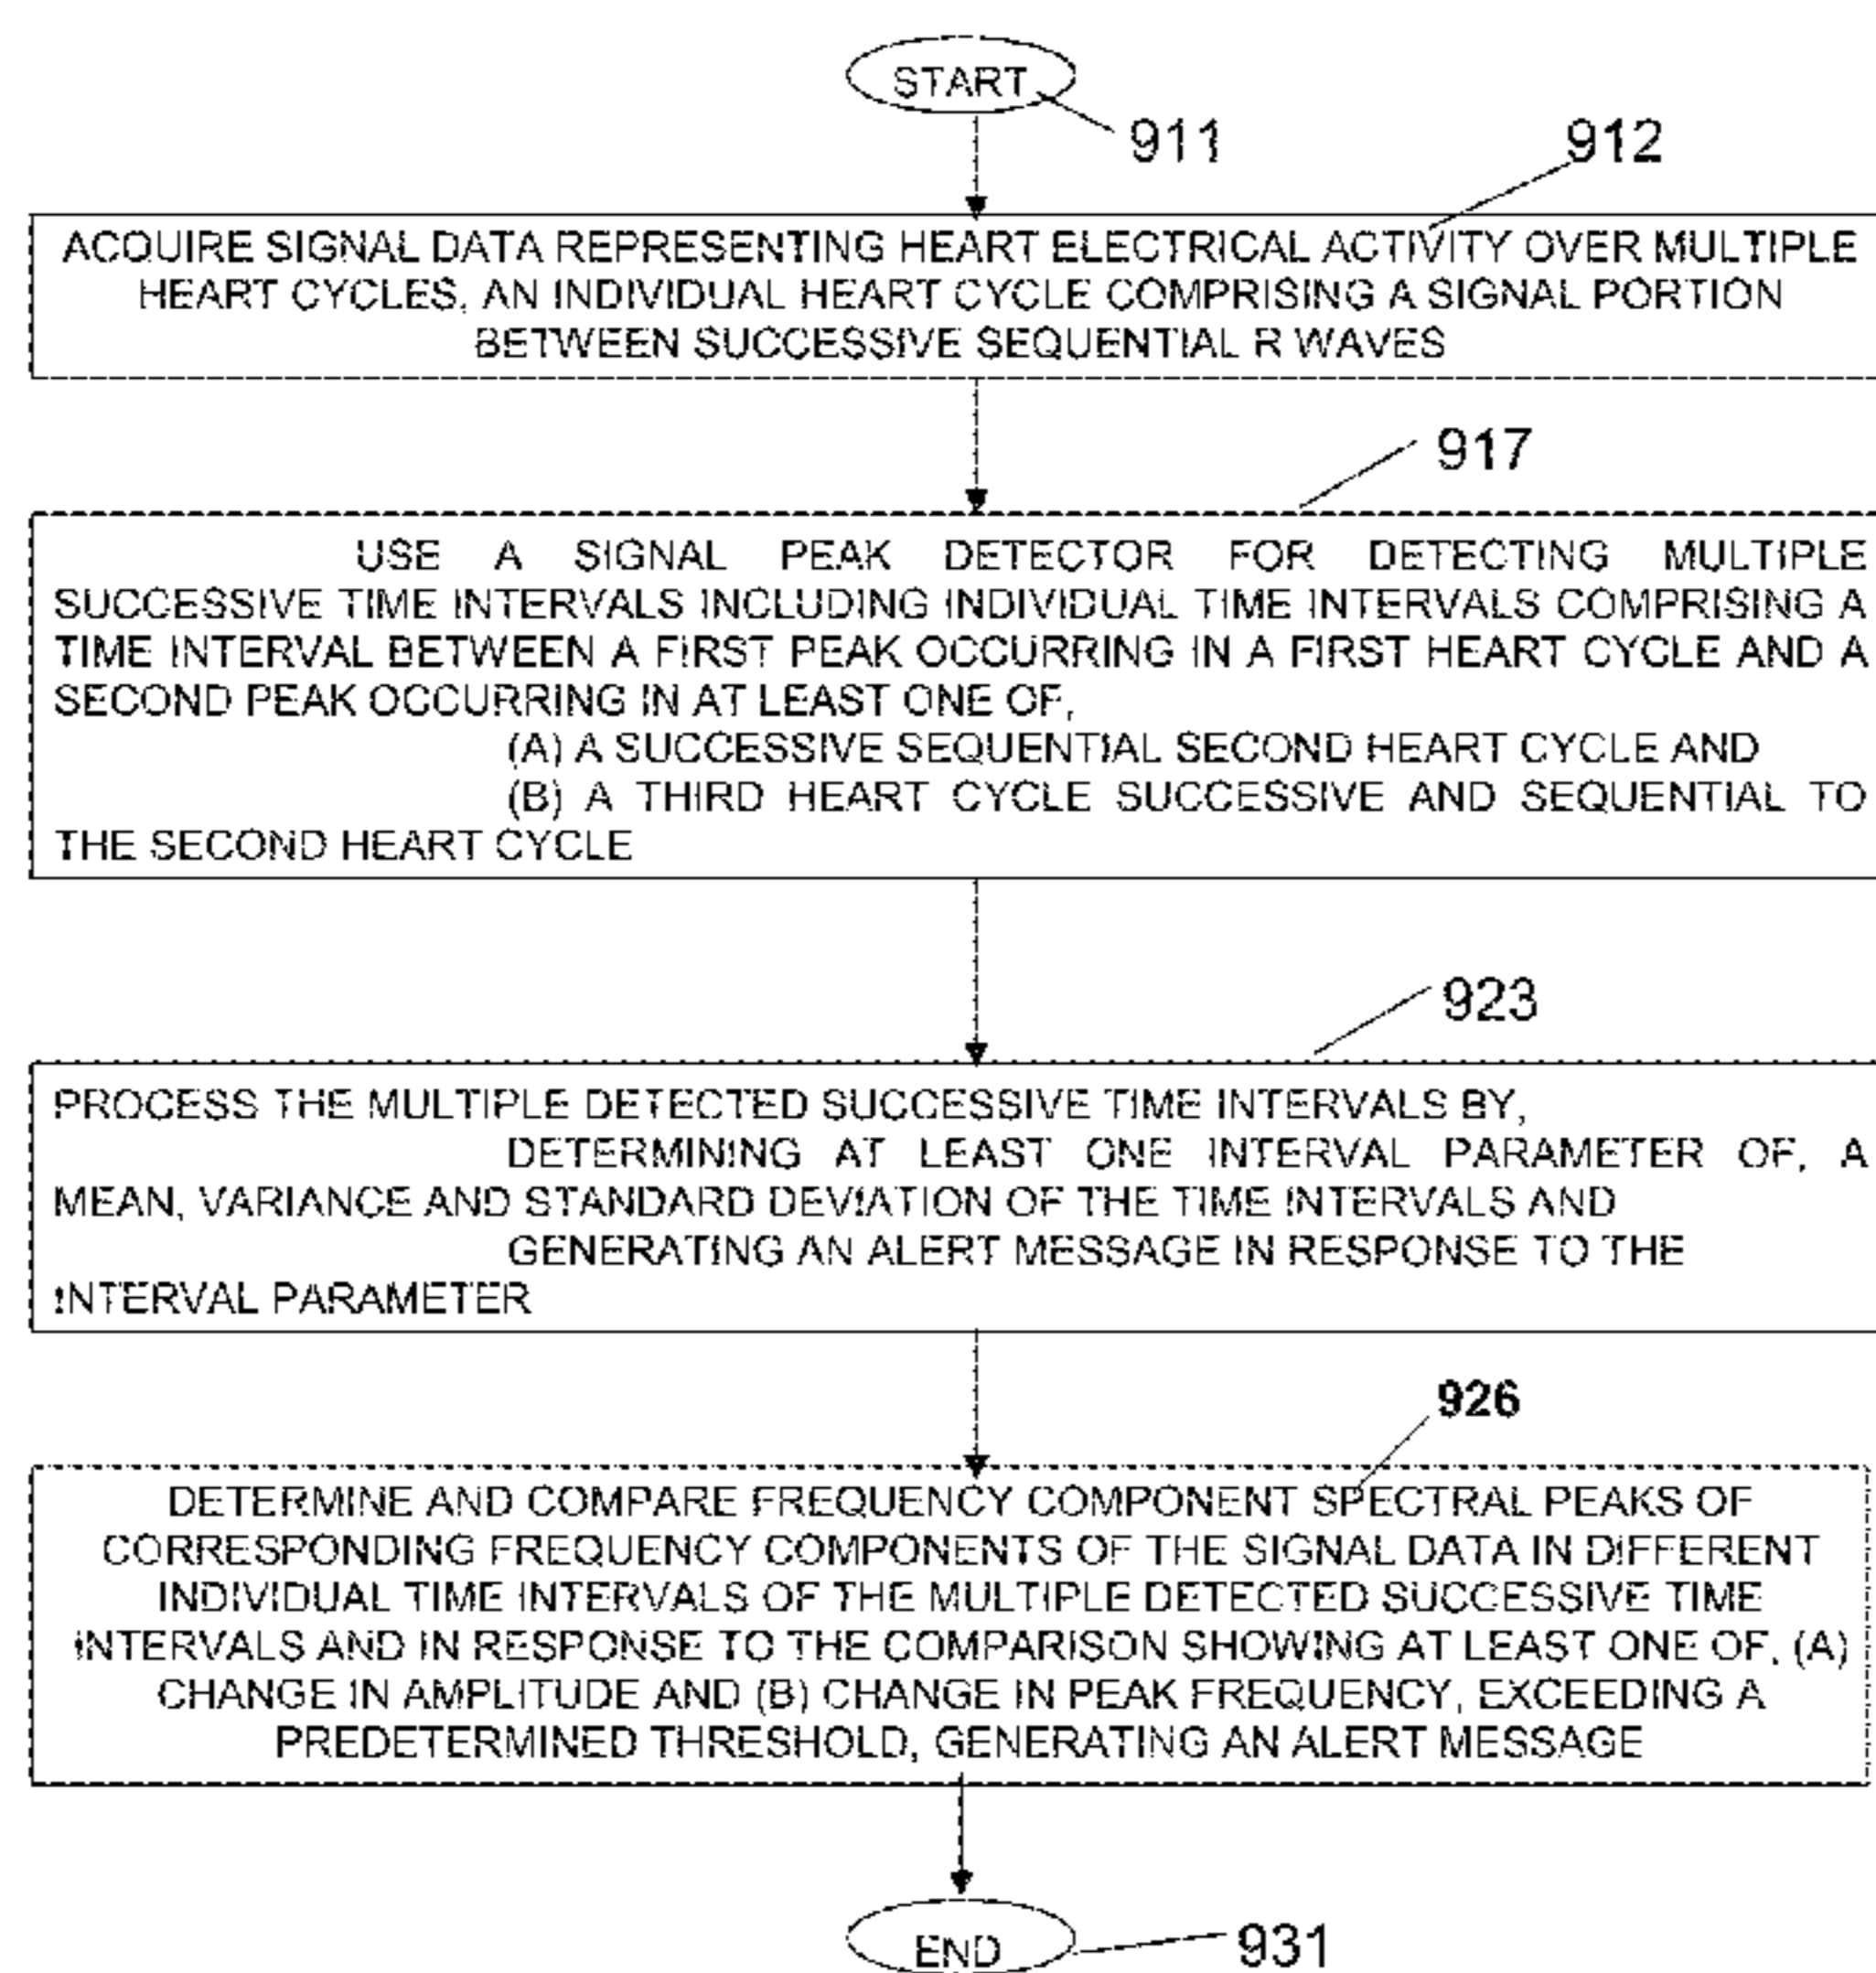 START
911
912
ACQUIRE SIGNAL DATA REPRESENTING HEART ELECTRICAL ACTIVITY OVER MULTIPLE
HEART CYCLES, AN INDIVIDUAL HEART CYCLE COMPRISING A SIGNAL PORTION
BETWEEN SUCCESSIVE SEQUENTIAL R WAVES
917
USE A SIGNAL PEAK DETECTOR FOR DETECTING MULTIPLE
SUCCESSIVE TIME INTERVALS INCLUDING INDIVIDUAL TIME INTERVALS COMPRISING A
TIME INTERVAL BETWEEN A FIRST PEAK OCCURRING IN A FIRST HEART CYCLE AND A
SECOND PEAK OCCURRING IN AT LEAST ONE OF,
(A) A SUCCESSIVE SEQUENTIAL SECOND HEART CYCLE AND
(B) A THIRD HEART CYCLE SUCCESSIVE AND SEQUENTIAL TO
THE SECOND HEART CYCLE
923
PROCESS THE MULTIPLE DETECTED SUCCESSIVE TIME INTERVALS BY,
DETERMINING AT LEAST ONE INTERVAL PARAMETER OF, A
MEAN, VARIANCE AND STANDARD DEVIATION OF THE TIME INTERVALS AND
GENERATING AN ALERT MESSAGE IN RESPONSE TO THE
INTERVAL PARAMETER
926
DETERMINE AND COMPARE FREQUENCY COMPONENT SPECTRAL PEAKS OF
CORRESPONDING FREQUENCY COMPONENTS OF THE SIGNAL DATA IN DIFFERENT
INDIVIDUAL TIME INTERVALS OF THE MULTIPLE DETECTED SUCCESSIVE TIME
INTERVALS AND IN RESPONSE TO THE COMPARISON SHOWING AT LEAST ONE OF, (A)
CHANGE IN AMPLITUDE AND (B) CHANGE IN PEAK FREQUENCY, EXCEEDING A
PREDETERMINED THRESHOLD, GENERATING AN ALERT MESSAGE
END
931